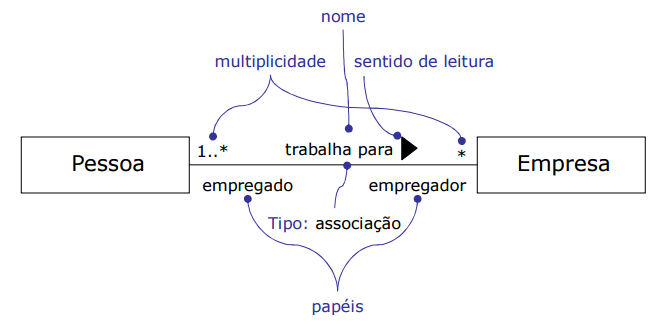 nome
multiplicidade
sentido de leitura
Pessoa
1..*
trabalha para
*
Empresa
empregado
empregador
Tipo: associação
papéis